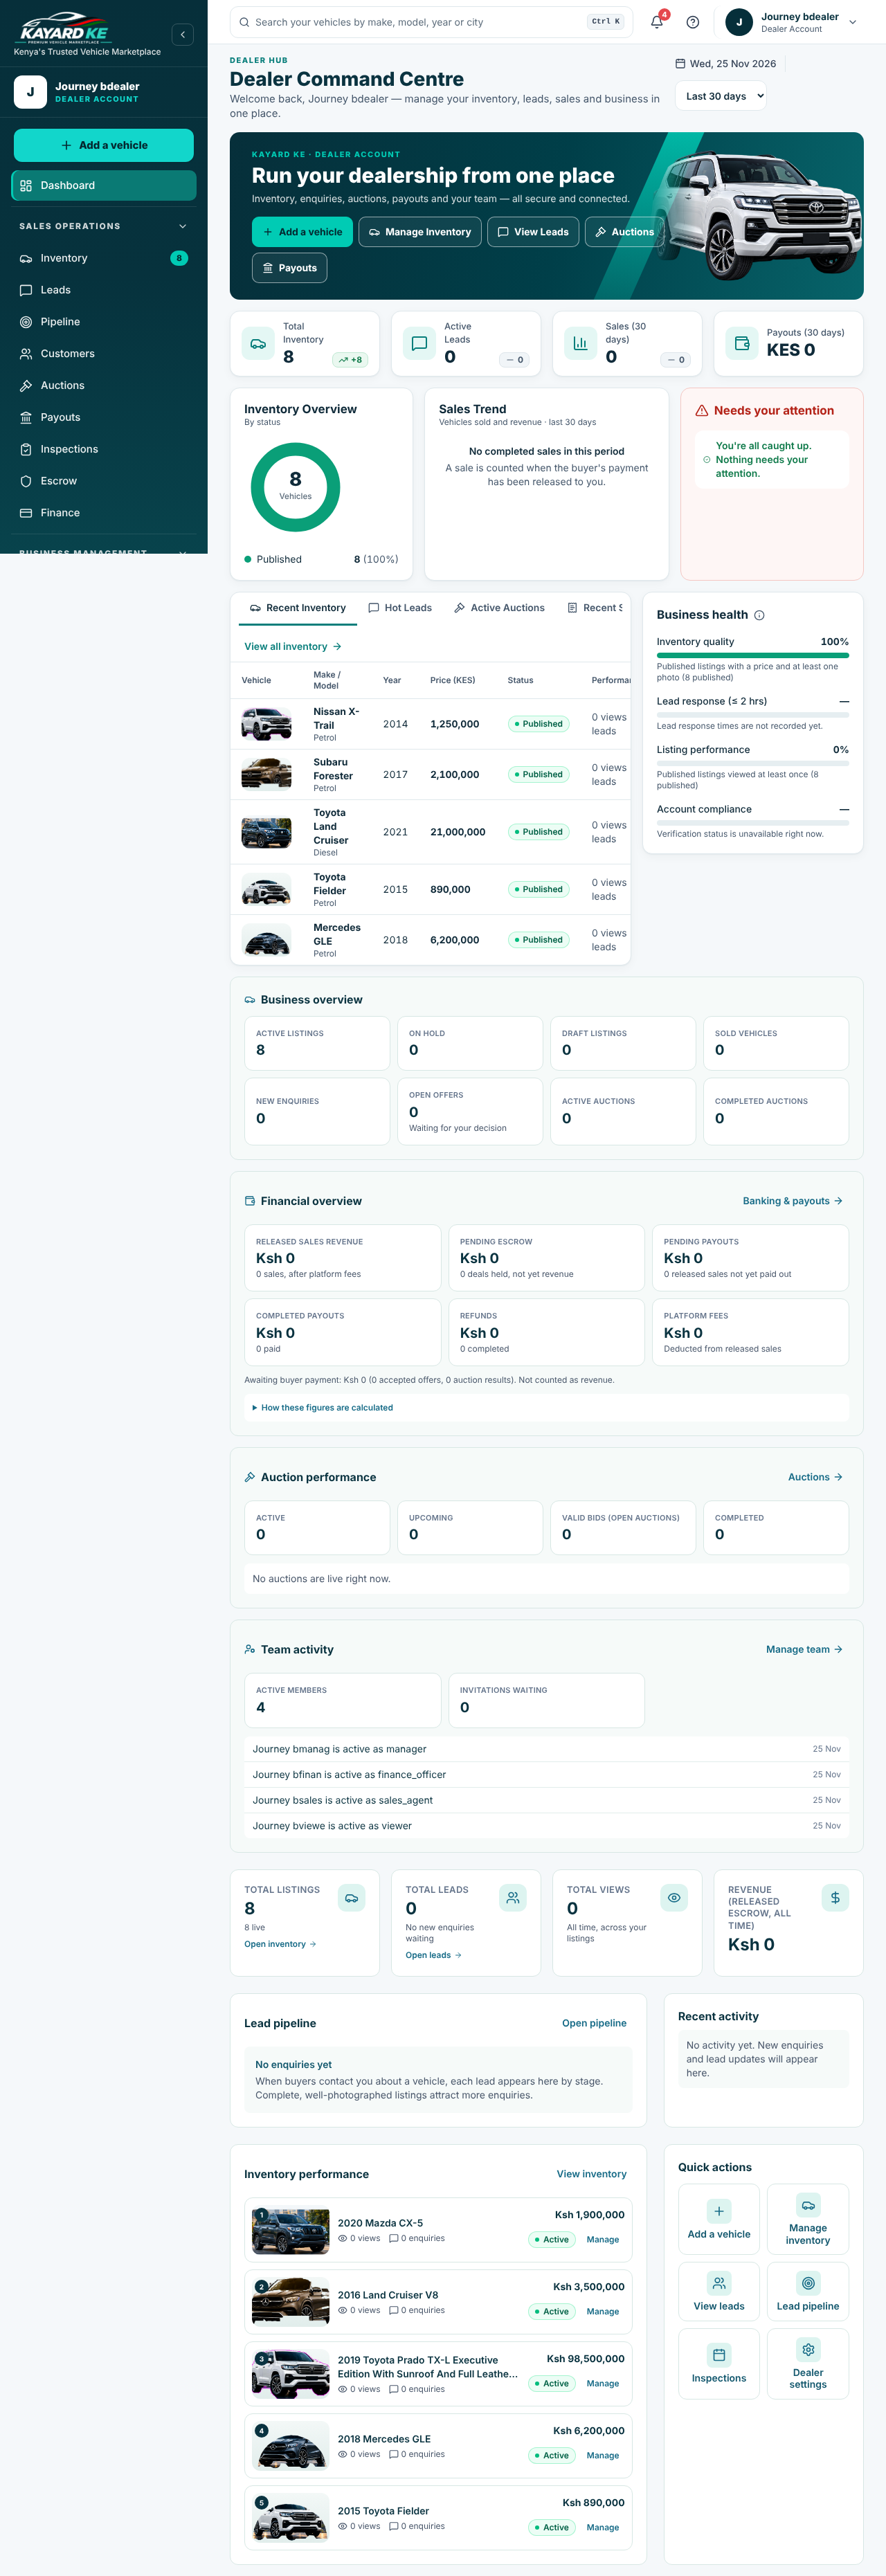 KAYARD KE
PREMIUM VEHICLE MARKETPLACE
Kenya's Trusted Vehicle Marketplace
J
Journey bdealer
DEALER ACCOUNT
Add a vehicle
Dashboard
SALES OPERATIONS
Inventory
8
Leads
Pipeline
Customers
Auctions
Payouts
Inspections
Escrow
Finance
BUSINESS MANAGEMENT
Search your vehicles by make, model, year or city
Ctrl K
4
J
Journey bdealer
Dealer Account
DEALER HUB
Dealer Command Centre
Welcome back, Journey bdealer — manage your inventory, leads, sales and business in
one place.
Wed, 25 Nov 2026
Last 30 days
KAYARD KE · DEALER ACCOUNT
Run your dealership from one place
Inventory, enquiries, auctions, payouts and your team — all secure and connected.
Add a vehicle
Manage Inventory
View Leads
Auctions
Payouts
Total
Inventory
8
+8
Active
Leads
0
— 0
Sales (30
days)
0
— 0
Payouts (30 days)
KES 0
Inventory Overview
By status
8
Vehicles
Published
8 (100%)
Sales Trend
Vehicles sold and revenue · last 30 days
No completed sales in this period
A sale is counted when the buyer's payment
has been released to you.
Needs your attention
You're all caught up.
Nothing needs your
attention.
Recent Inventory
Hot Leads
Active Auctions
Recent S
View all inventory →
Vehicle
Make /
Model
Year
Price (KES)
Status
Performan
Nissan X-
Trail
Petrol
2014
1,250,000
Published
0 views
leads
Subaru
Forester
Petrol
2017
2,100,000
Published
0 views
leads
Toyota
Land
Cruiser
Diesel
2021
21,000,000
Published
0 views
leads
Toyota
Fielder
Petrol
2015
890,000
Published
0 views
leads
Mercedes
GLE
Petrol
2018
6,200,000
Published
0 views
leads
Business health
Inventory quality
100%
Published listings with a price and at least one
photo (8 published)
Lead response (≤ 2 hrs)
—
Lead response times are not recorded yet.
Listing performance
0%
Published listings viewed at least once (8
published)
Account compliance
—
Verification status is unavailable right now.
Business overview
ACTIVE LISTINGS
8
ON HOLD
0
DRAFT LISTINGS
0
SOLD VEHICLES
0
NEW ENQUIRIES
0
OPEN OFFERS
0
Waiting for your decision
ACTIVE AUCTIONS
0
COMPLETED AUCTIONS
0
Financial overview
Banking & payouts →
RELEASED SALES REVENUE
Ksh 0
0 sales, after platform fees
PENDING ESCROW
Ksh 0
0 deals held, not yet revenue
PENDING PAYOUTS
Ksh 0
0 released sales not yet paid out
COMPLETED PAYOUTS
Ksh 0
0 paid
REFUNDS
Ksh 0
0 completed
PLATFORM FEES
Ksh 0
Deducted from released sales
Awaiting buyer payment: Ksh 0 (0 accepted offers, 0 auction results). Not counted as revenue.
▶ How these figures are calculated
Auction performance
Auctions →
ACTIVE
0
UPCOMING
0
VALID BIDS (OPEN AUCTIONS)
0
COMPLETED
0
No auctions are live right now.
Team activity
Manage team →
ACTIVE MEMBERS
4
INVITATIONS WAITING
0
Journey bmanag is active as manager
25 Nov
Journey bfinan is active as finance_officer
25 Nov
Journey bsales is active as sales_agent
25 Nov
Journey bviewe is active as viewer
25 Nov
TOTAL LISTINGS
8
8 live
Open inventory →
TOTAL LEADS
0
No new enquiries
waiting
Open leads →
TOTAL VIEWS
0
All time, across your
listings
REVENUE
(RELEASED
ESCROW, ALL
TIME)
Ksh 0
Lead pipeline
Open pipeline
No enquiries yet
When buyers contact you about a vehicle, each lead appears here by stage.
Complete, well-photographed listings attract more enquiries.
Recent activity
No activity yet. New enquiries
and lead updates will appear
here.
Inventory performance
View inventory
1
2020 Mazda CX-5
0 views
0 enquiries
Ksh 1,900,000
Active
Manage
2
2016 Land Cruiser V8
0 views
0 enquiries
Ksh 3,500,000
Active
Manage
3
2019 Toyota Prado TX-L Executive
Edition With Sunroof And Full Leathe...
0 views
0 enquiries
Ksh 98,500,000
Active
Manage
4
2018 Mercedes GLE
0 views
0 enquiries
Ksh 6,200,000
Active
Manage
5
2015 Toyota Fielder
0 views
0 enquiries
Ksh 890,000
Active
Manage
Quick actions
Add a vehicle
Manage
inventory
View leads
Lead pipeline
Inspections
Dealer
settings